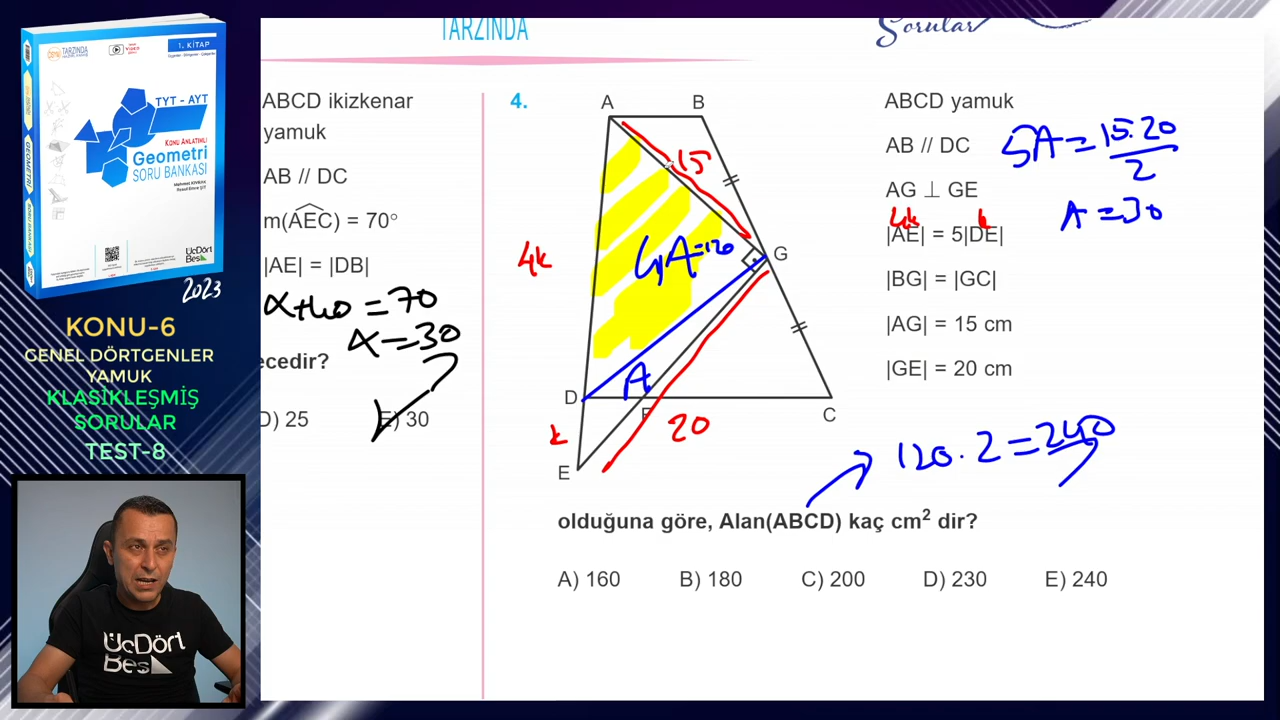 TARZINDA
Sorular
1. KİTAP
TYT - AYT
KONU ANLATIMLI
Geometri
SORU BANKASI
ÜçDört
Beş
2023
KONU-6
GENEL DÖRTGENLER
YAMUK
KLASİKLEŞMİŞ
SORULAR
TEST-8
ÜçDört
Beş
ABCD ikizkenar
yamuk
AB // DC
m(AEC) = 70°
|AE| = |DB|
α+40 = 70
α = 30
ecedir?
D) 25 E) 30
4.
A B
15
4k
4A=120
G
A
D F C
k
20
E
ABCD yamuk
AB // DC
AG ⊥ GE
4k k
|AE| = 5|DE|
|BG| = |GC|
|AG| = 15 cm
|GE| = 20 cm
5A = 15.20
2
A = 30
120.2 = 240
olduğuna göre, Alan(ABCD) kaç cm² dir?
A) 160 B) 180 C) 200 D) 230 E) 240